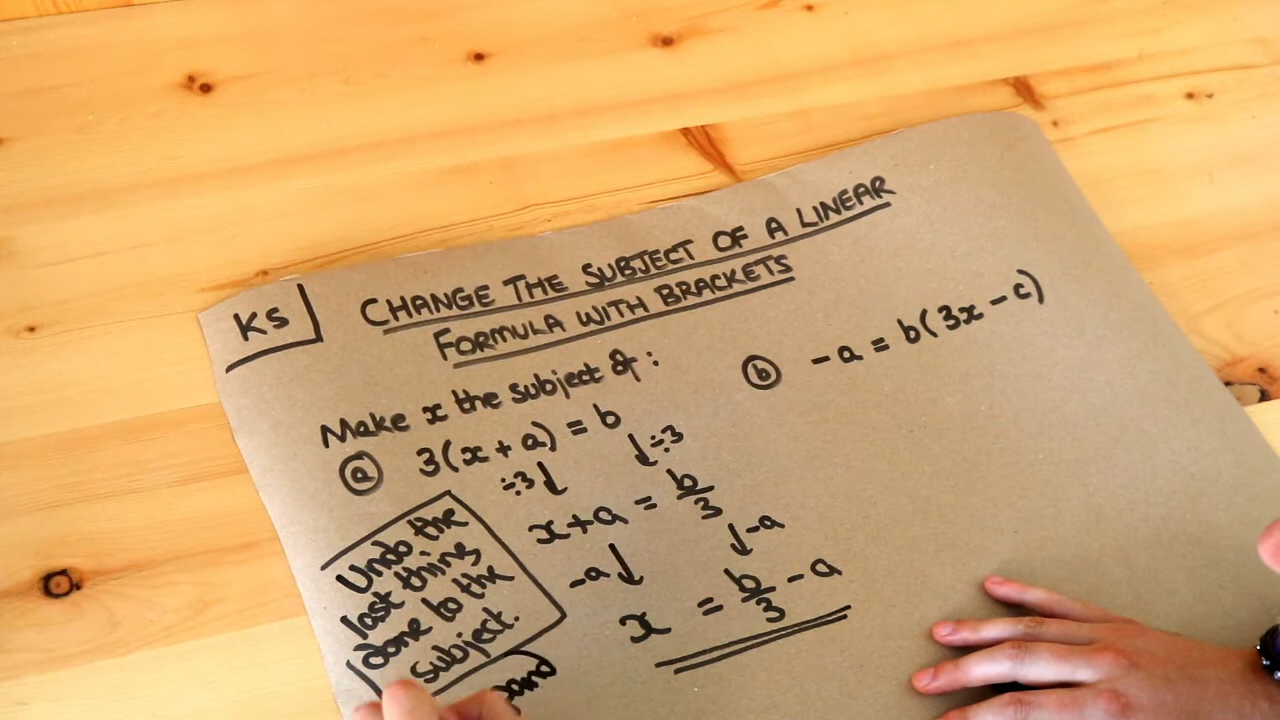 KS
CHANGE THE SUBJECT OF A LINEAR
FORMULA WITH BRACKETS
Make x the subject of :
ⓐ 3(x + a) = b
÷3↓ ↓÷3
x+a = b/3
-a↓ ↓-a
x = b/3 - a
Undo the
last thing
done to the
subject.
ⓑ -a = b(3x - c)